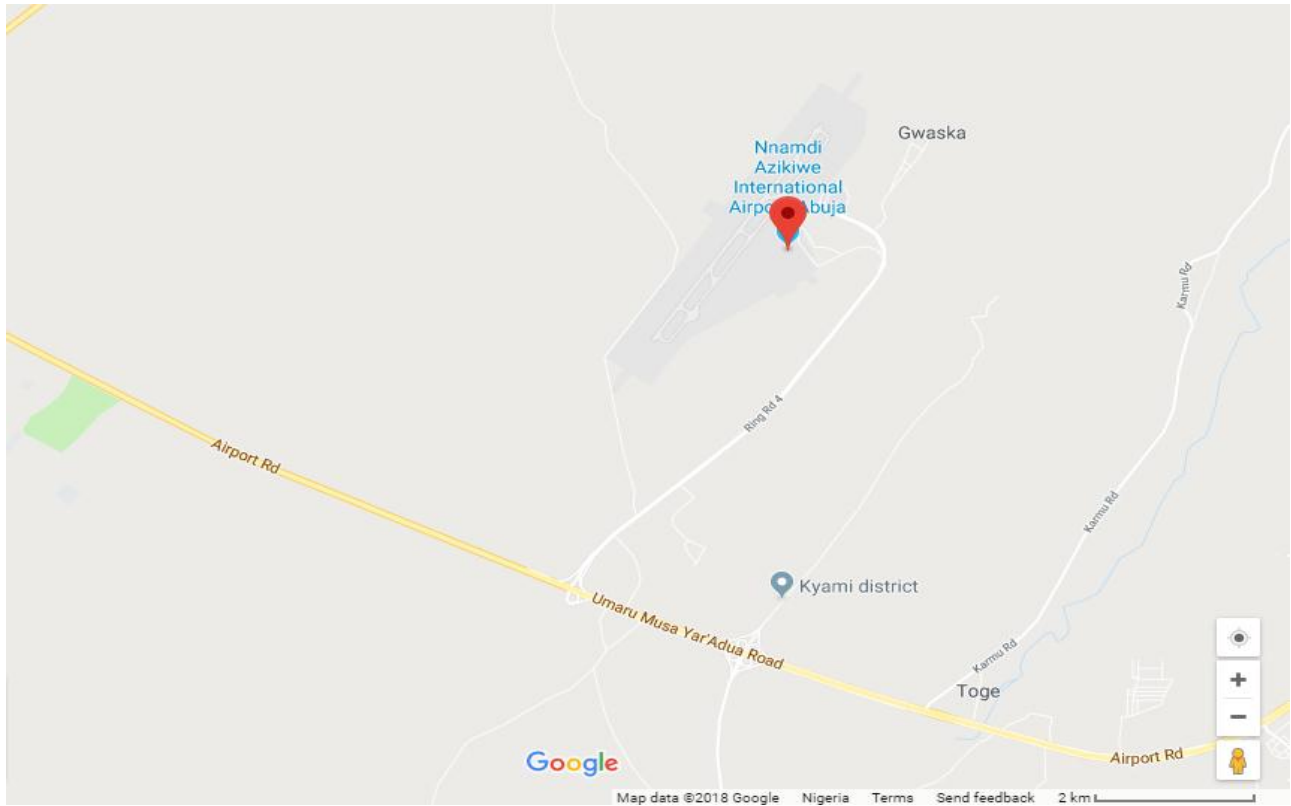 Gwaska
Nnamdi
Azikiwe
International
Airport Abuja
Karmu Rd
Ring Rd 4
Airport Rd
Karmu Rd
Kyami district
Umaru Musa Yar'Adua Road
Karmu Rd
Toge
Airport Rd
Google
Map data ©2018 Google Nigeria Terms Send feedback 2 km